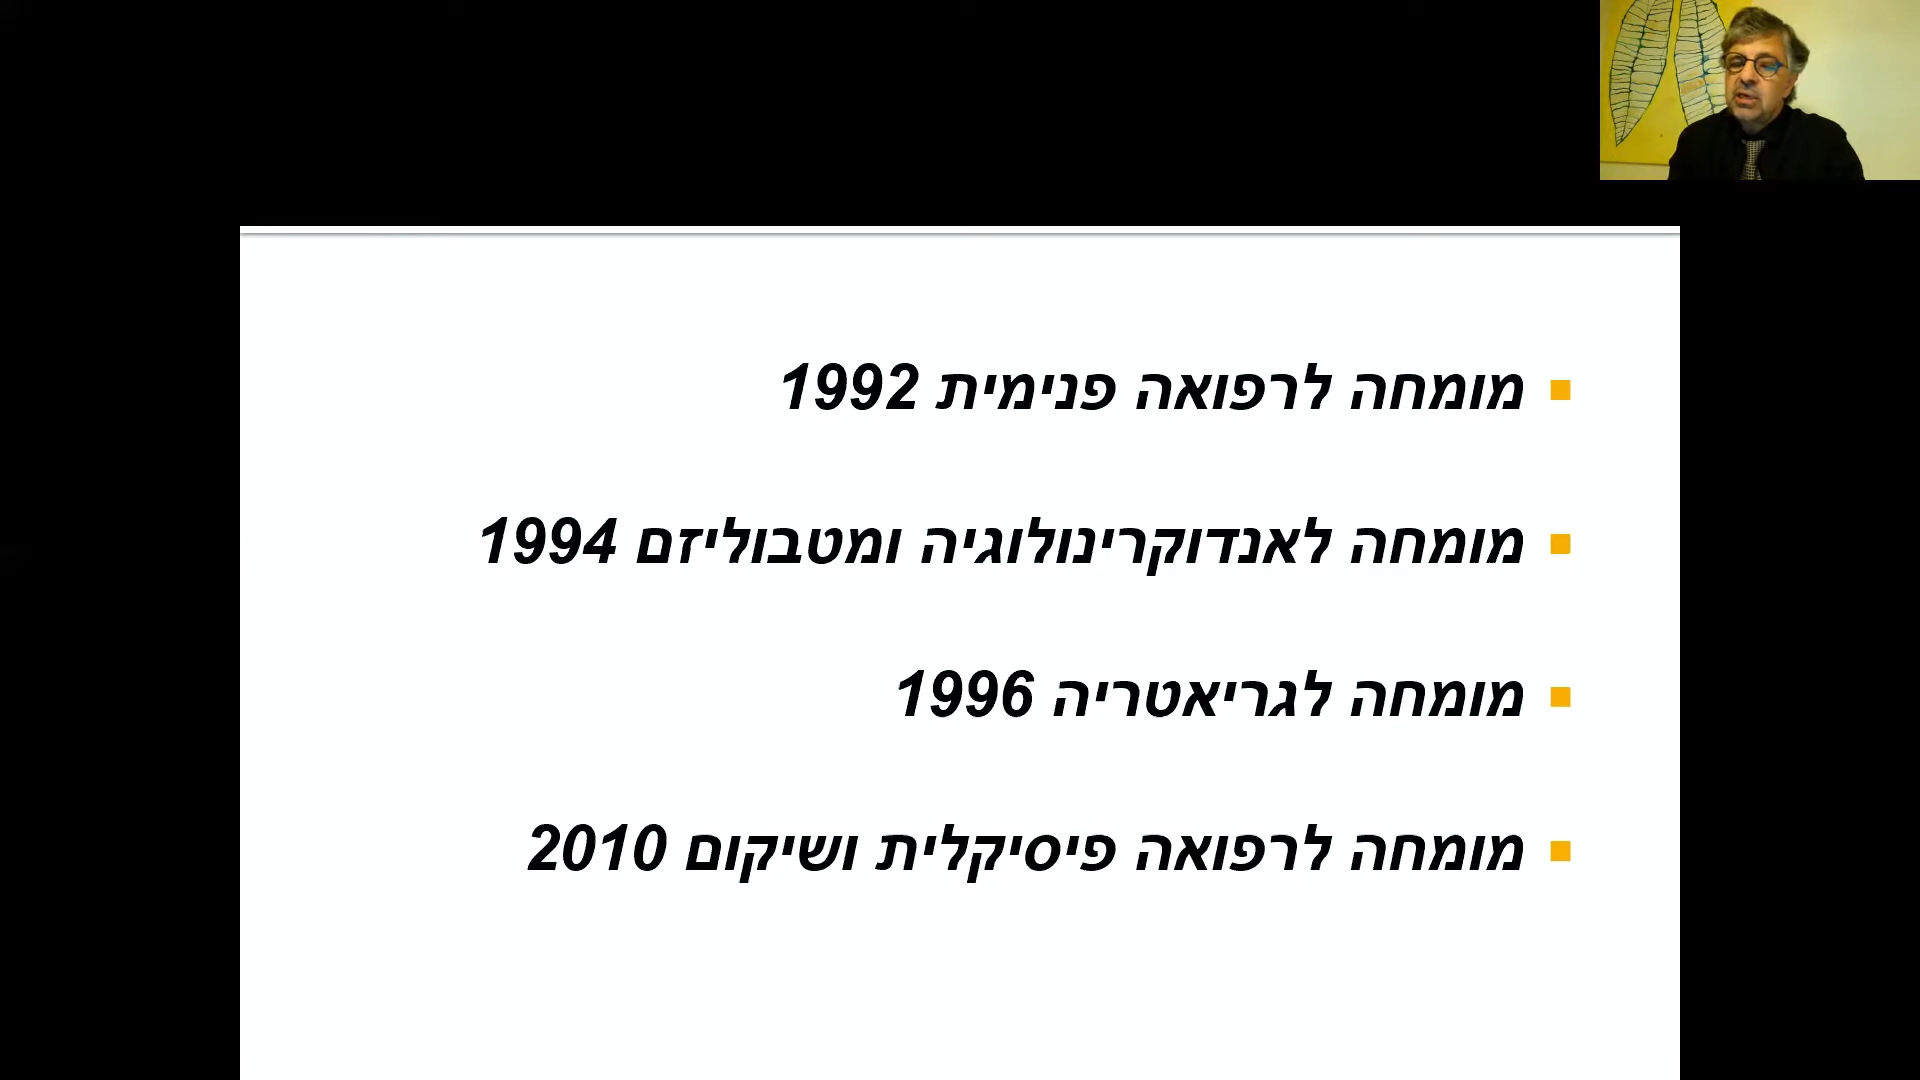 מומחה לרפואה פנימית 1992
מומחה לאנדוקרינולוגיה ומטבוליזם 1994
מומחה לגריאטריה 1996
מומחה לרפואה פיסיקלית ושיקום 2010